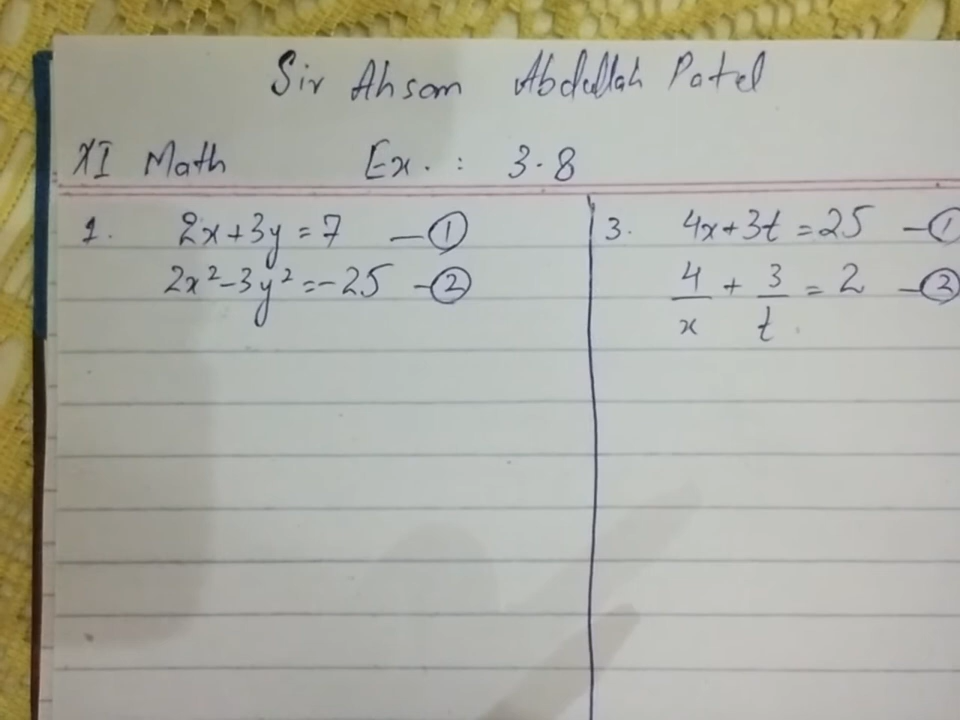 Sir Ahsam Abdullah Patel
XI Math Ex. : 3.8
1. 2x+3y=7 —①
2x²-3y²=-25 —②
3. 4x+3t=25 —①
4/x + 3/t = 2 —②